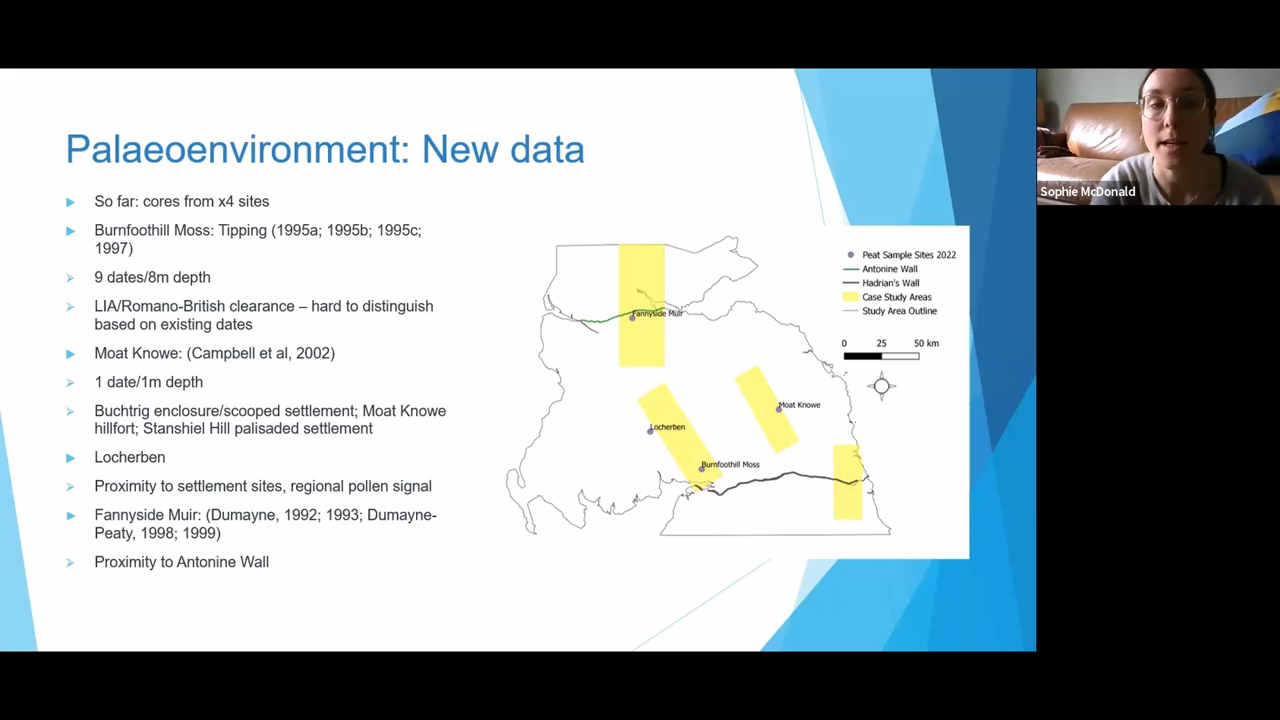 Palaeoenvironment: New data
So far: cores from x4 sites
Burnfoothill Moss: Tipping (1995a; 1995b; 1995c;
1997)
9 dates/8m depth
LIA/Romano-British clearance – hard to distinguish
based on existing dates
Moat Knowe: (Campbell et al, 2002)
1 date/1m depth
Buchtrig enclosure/scooped settlement; Moat Knowe
hillfort; Stanshiel Hill palisaded settlement
Locherben
Proximity to settlement sites, regional pollen signal
Fannyside Muir: (Dumayne, 1992; 1993; Dumayne-
Peaty, 1998; 1999)
Proximity to Antonine Wall
Fannyside Muir
Moat Knowe
Locherben
Burnfoothill Moss
Peat Sample Sites 2022
Antonine Wall
Hadrian's Wall
Case Study Areas
Study Area Outline
0 25 50 km
Sophie McDonald